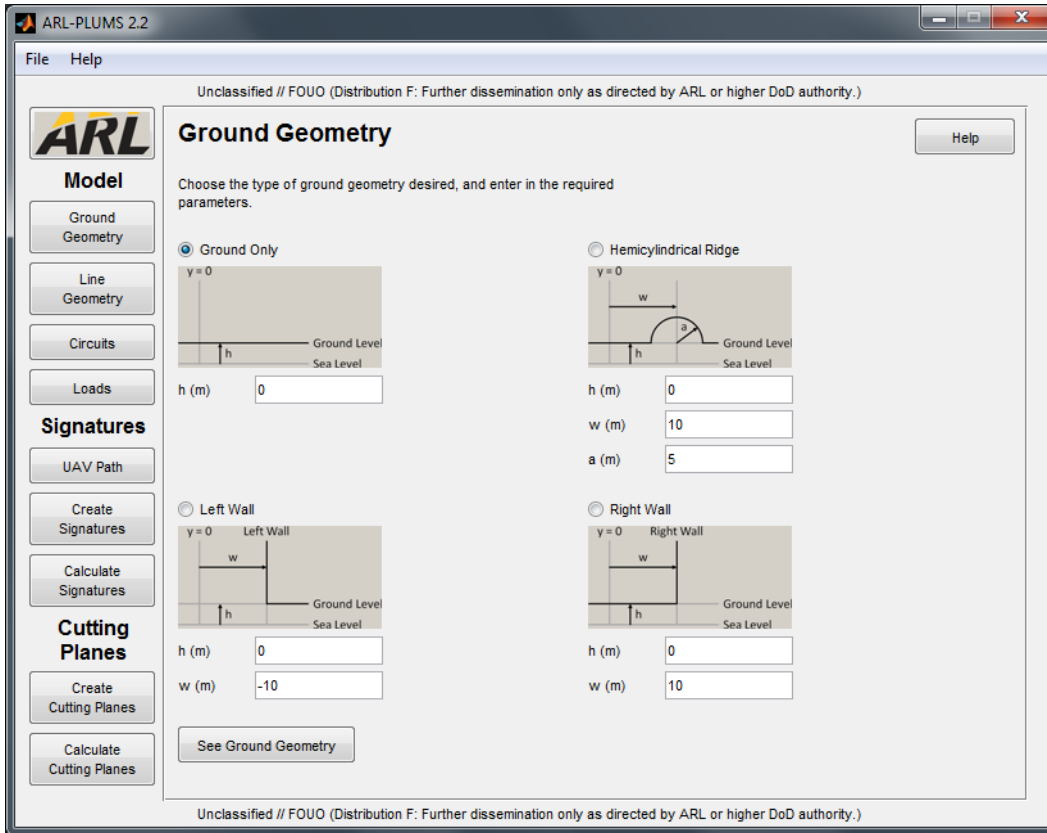 ARL-PLUMS 2.2
File Help
Unclassified // FOUO (Distribution F: Further dissemination only as directed by ARL or higher DoD authority.)
ARL
Model
Ground
Geometry
Line
Geometry
Circuits
Loads
Signatures
UAV Path
Create
Signatures
Calculate
Signatures
Cutting
Planes
Create
Cutting Planes
Calculate
Cutting Planes
Ground Geometry
Help
Choose the type of ground geometry desired, and enter in the required
parameters.
Ground Only
y = 0
h
Ground Level
Sea Level
h (m) 0
Hemicylindrical Ridge
y = 0
w
a
h
Ground Level
Sea Level
h (m) 0
w (m) 10
a (m) 5
Left Wall
y = 0 Left Wall
w
h
Ground Level
Sea Level
h (m) 0
w (m) -10
Right Wall
y = 0 Right Wall
w
h
Ground Level
Sea Level
h (m) 0
w (m) 10
See Ground Geometry
Unclassified // FOUO (Distribution F: Further dissemination only as directed by ARL or higher DoD authority.)